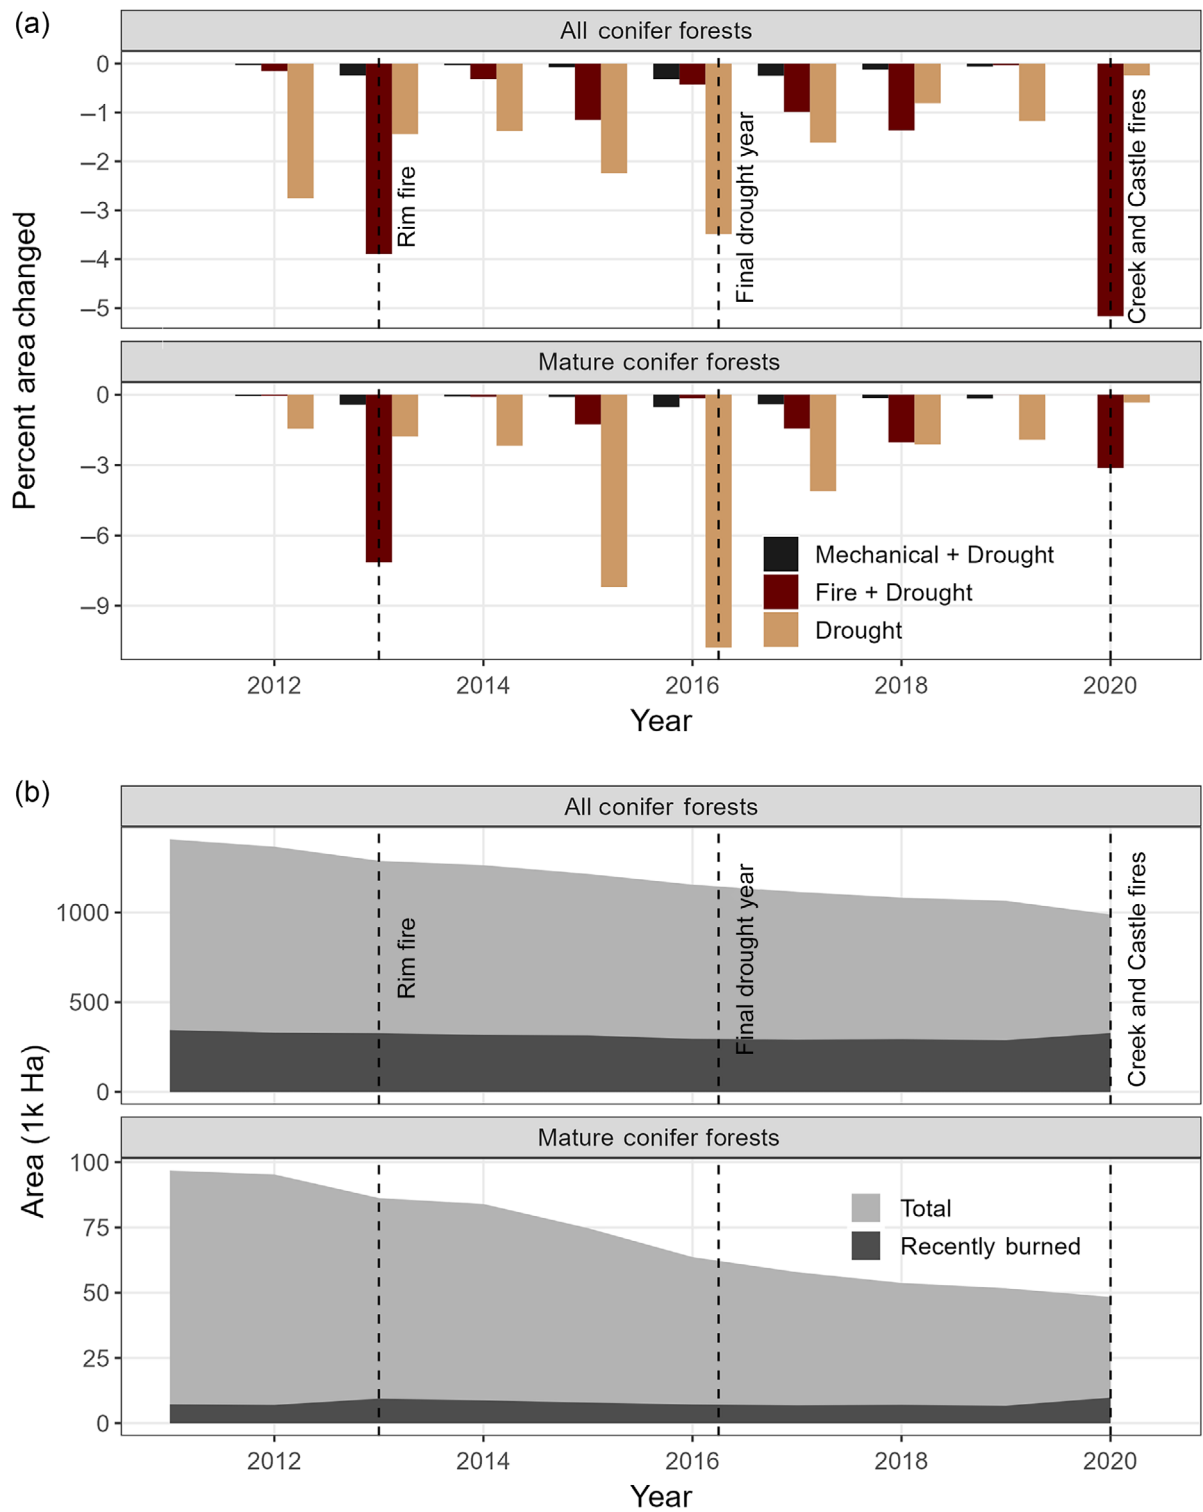 (a)
All conifer forests
0
–1
–2
–3
–4
–5
Rim fire
Final drought year
Creek and Castle fires
Percent area changed
Mature conifer forests
0
–3
–6
–9
Mechanical + Drought
Fire + Drought
Drought
2012 2014 2016 2018 2020
Year
(b)
All conifer forests
1000
500
0
Rim fire
Final drought year
Creek and Castle fires
Area (1k Ha)
Mature conifer forests
100
75
50
25
0
Total
Recently burned
2012 2014 2016 2018 2020
Year